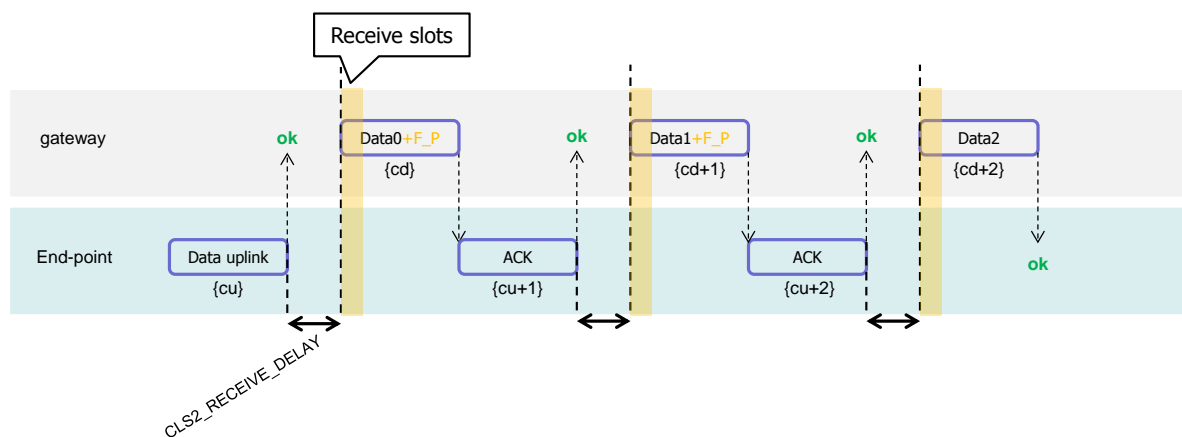 Receive slots
gateway
ok
Data0+F_P
{cd}
ok
Data1+F_P
{cd+1}
ok
Data2
{cd+2}
End-point
Data uplink
{cu}
ACK
{cu+1}
ACK
{cu+2}
ok
CLS2_RECEIVE_DELAY